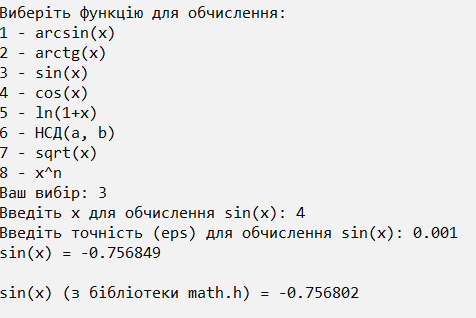 Виберіть функцію для обчислення:
1 - arcsin(x)
2 - arctg(x)
3 - sin(x)
4 - cos(x)
5 - ln(1+x)
6 - НСД(a, b)
7 - sqrt(x)
8 - x^n
Ваш вибір: 3
Введіть x для обчислення sin(x): 4
Введіть точність (eps) для обчислення sin(x): 0.001
sin(x) = -0.756849

sin(x) (з бібліотеки math.h) = -0.756802